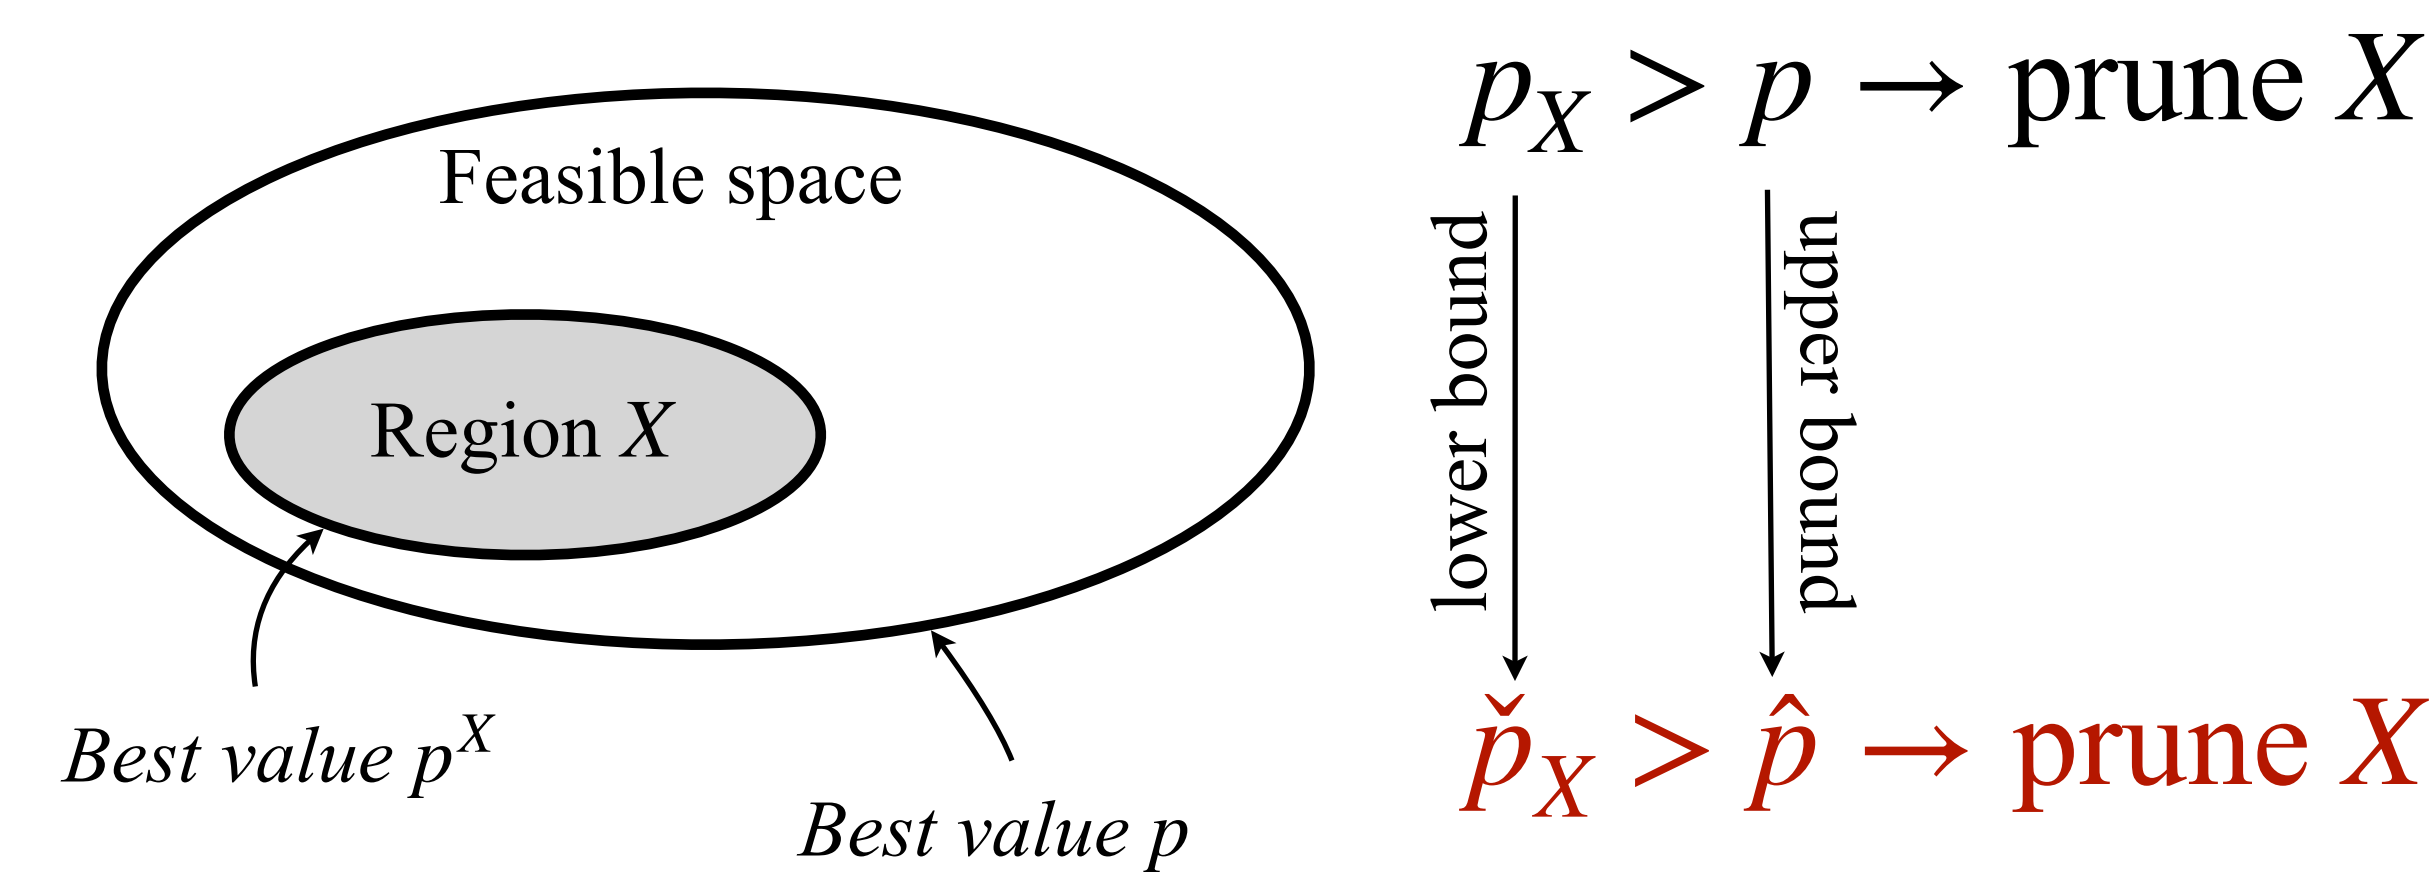 Feasible space
Region X
Best value p^X
Best value p
p_X > p → prune X
lower bound
upper bound
p̌_X > p̂ → prune X